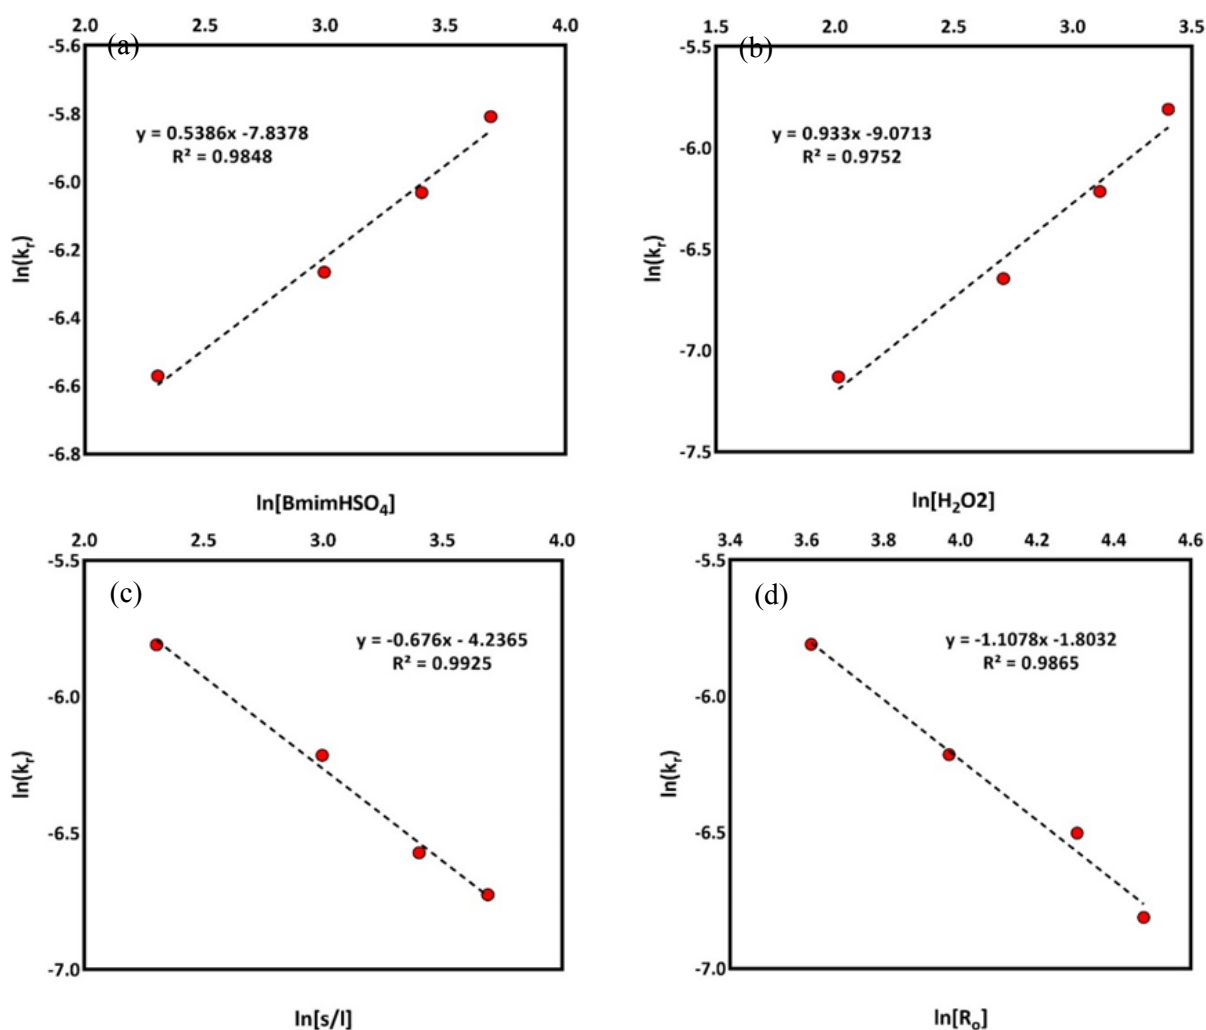 2.0 2.5 3.0 3.5 4.0
(a)
-5.6
-5.8
-6.0
-6.2
-6.4
-6.6
-6.8
y = 0.5386x -7.8378
R² = 0.9848
ln(kᵣ)
ln[BmimHSO₄]
1.5 2.0 2.5 3.0 3.5
(b)
-5.5
-6.0
-6.5
-7.0
-7.5
y = 0.933x -9.0713
R² = 0.9752
ln(kᵣ)
ln[H₂O2]
2.0 2.5 3.0 3.5 4.0
(c)
-5.5
-6.0
-6.5
-7.0
y = -0.676x - 4.2365
R² = 0.9925
ln(kᵣ)
ln[s/l]
3.4 3.6 3.8 4.0 4.2 4.4 4.6
(d)
-5.5
-6.0
-6.5
-7.0
y = -1.1078x -1.8032
R² = 0.9865
ln(kᵣ)
ln[Rₒ]